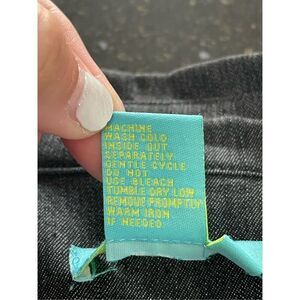 MACHINE
WASH COLD
INSIDE OUT
SEPARATELY
GENTLE CYCLE
DO NOT
USE BLEACH
TUMBLE DRY LOW
REMOVE PROMPTLY
WARM IRON
IF NEEDED